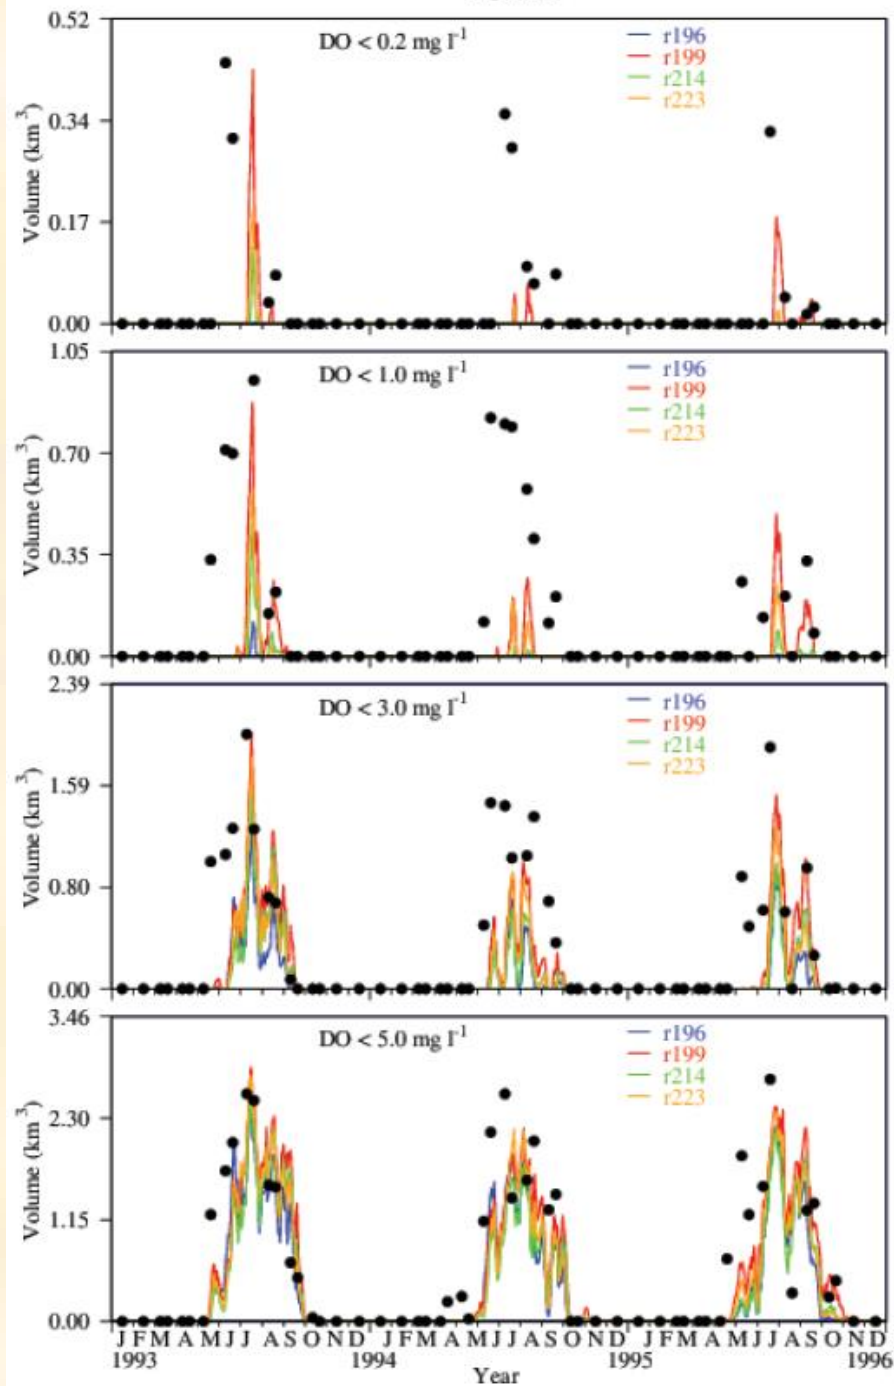 0.52
DO < 0.2 mg l-1
r196
r199
r214
r223
0.34
0.17
0.00
Volume (km3)
1.05
DO < 1.0 mg l-1
r196
r199
r214
r223
0.70
0.35
0.00
Volume (km3)
2.39
DO < 3.0 mg l-1
r196
r199
r214
r223
1.59
0.80
0.00
Volume (km3)
3.46
DO < 5.0 mg l-1
r196
r199
r214
r223
2.30
1.15
0.00
Volume (km3)
J F M A M J J A S O N D J F M A M J J A S O N D J F M A M J J A S O N D
1993 1994 1995 1996
Year